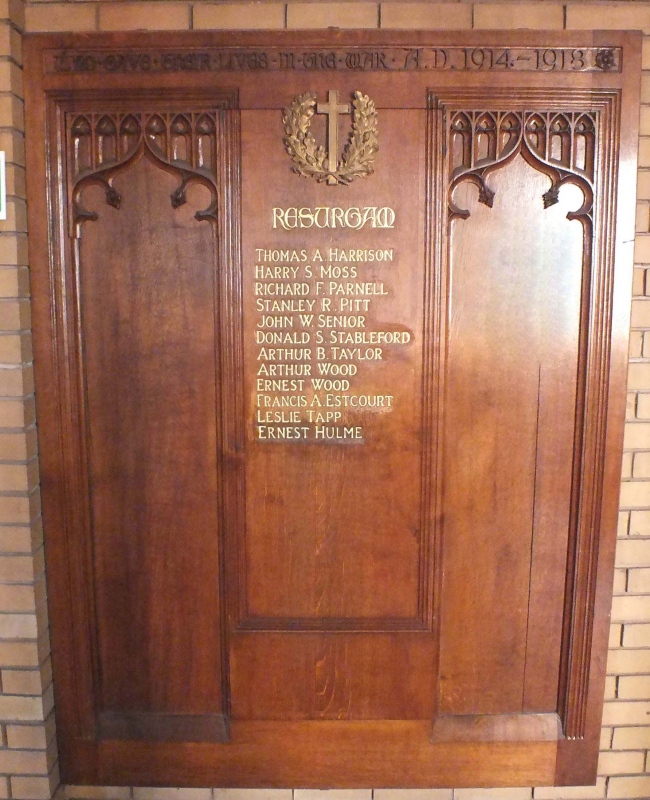 WHO·GAVE·THEIR·LIVES·IN·THE·WAR·A.D.1914–1918
RESURGAM
THOMAS A. HARRISON
HARRY S. MOSS
RICHARD F. PARNELL
STANLEY R. PITT
JOHN W. SENIOR
DONALD S. STABLEFORD
ARTHUR B. TAYLOR
ARTHUR WOOD
ERNEST WOOD
FRANCIS A. ESTCOURT
LESLIE TAPP
ERNEST HULME